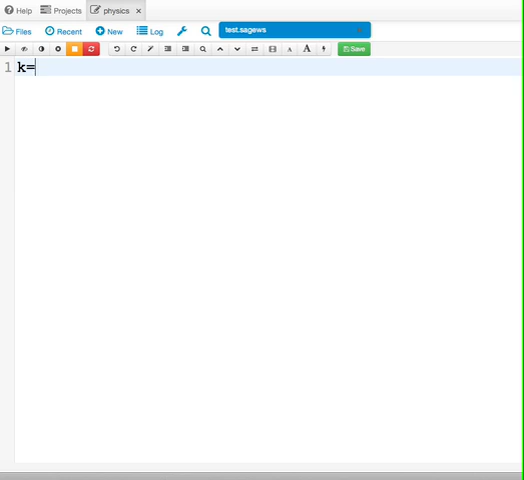 Help Projects physics ×
Files Recent New Log test.sagews
A A Save
1 k=